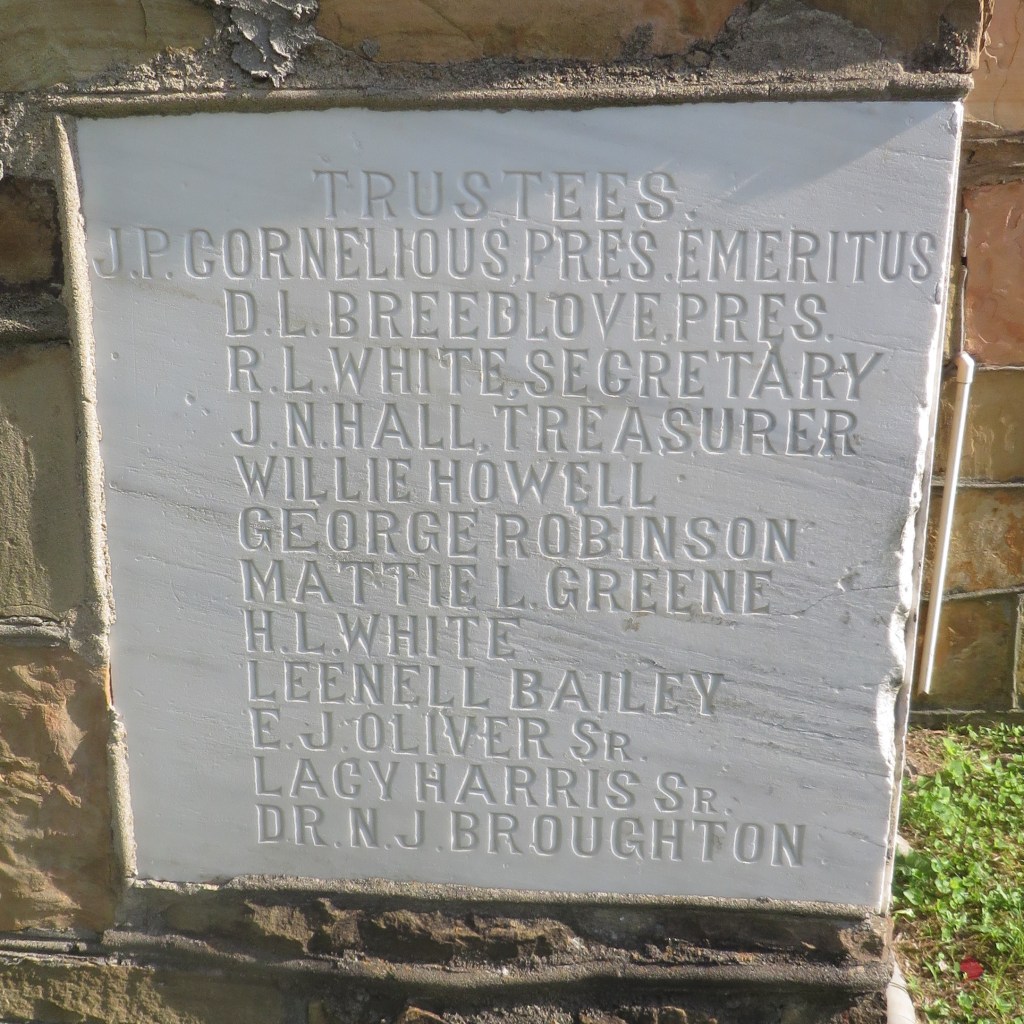 TRUSTEES.
J.P. CORNELIOUS, PRES. EMERITUS
D.L. BREEDLOVE, PRES.
R.L. WHITE, SECRETARY
J.N. HALL, TREASURER
WILLIE HOWELL
GEORGE ROBINSON
MATTIE L. GREENE
H.L. WHITE
LEENELL BAILEY
E.J. OLIVER SR.
LACY HARRIS SR.
DR. N.J. BROUGHTON